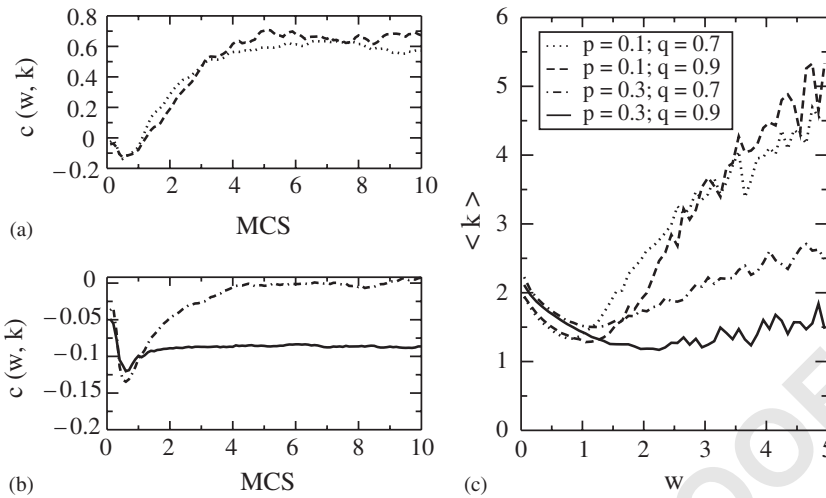 0.8
0.6
0.4
0.2
0
−0.2
c (w, k)
0 2 4 6 8 10
MCS
(a)
0
−0.05
−0.1
−0.15
−0.2
c (w, k)
0 2 4 6 8 10
MCS
(b)
p = 0.1; q = 0.7
p = 0.1; q = 0.9
p = 0.3; q = 0.7
p = 0.3; q = 0.9
6
5
4
3
2
1
0
< k >
0 1 2 3 4 5
w
(c)